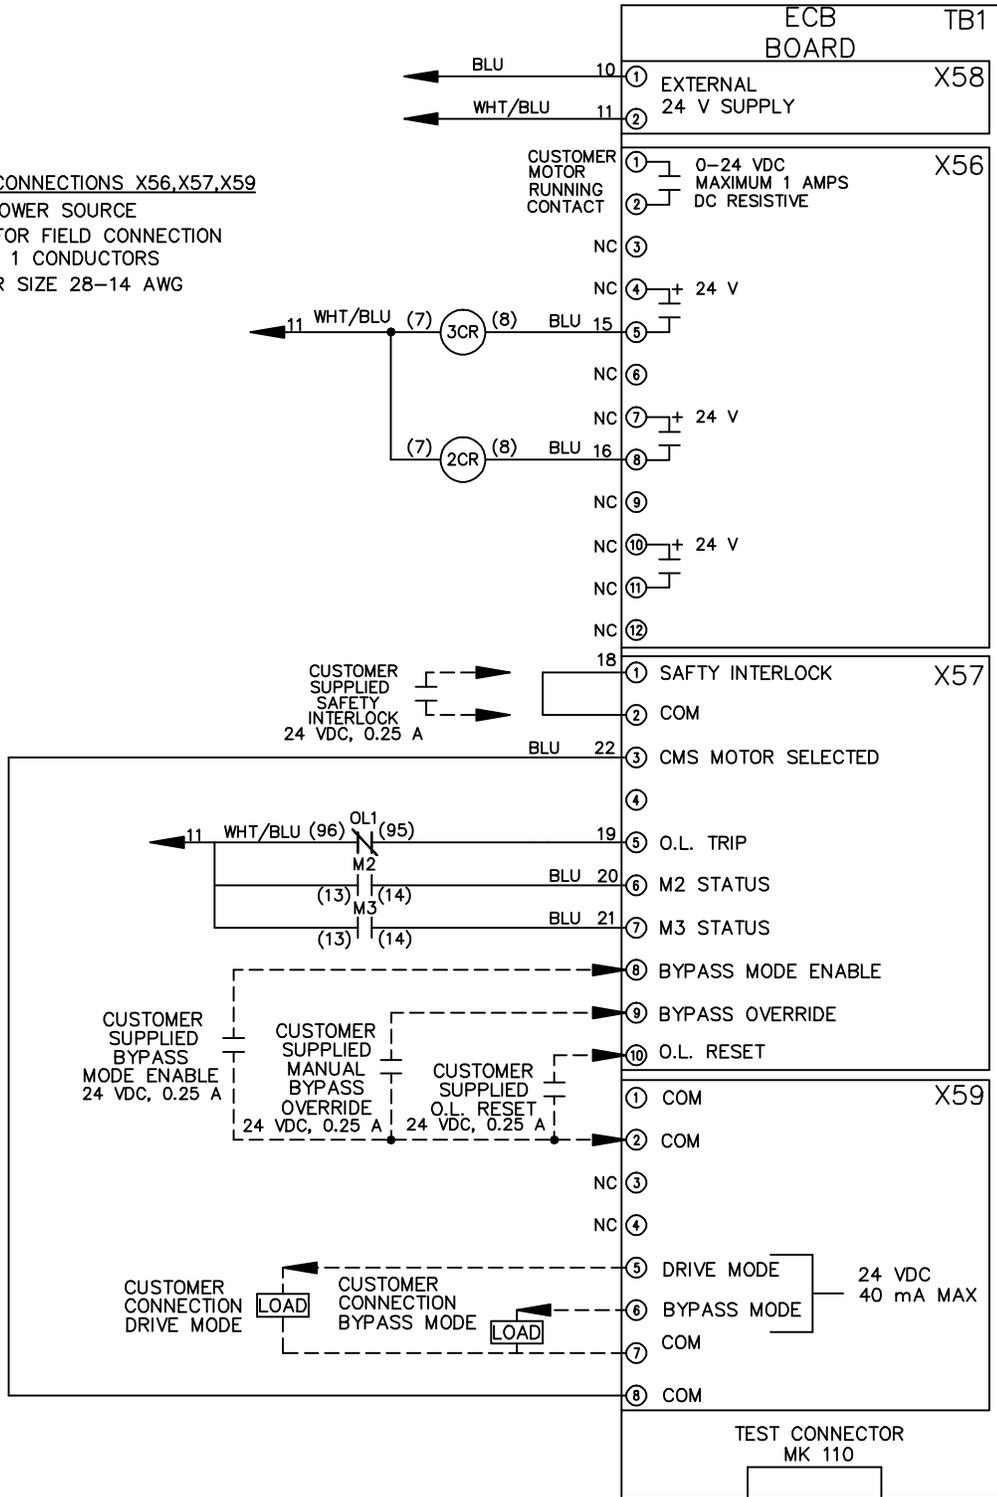 ECB TB1
BOARD
BLU 10 1 X58
EXTERNAL
24 V SUPPLY
WHT/BLU 11 2
CUSTOMER
MOTOR
RUNNING
CONTACT
1 0-24 VDC X56
MAXIMUM 1 AMPS
2 DC RESISTIVE
CONNECTIONS X56,X57,X59
OWER SOURCE
FOR FIELD CONNECTION
1 CONDUCTORS
R SIZE 28-14 AWG
NC 3
NC 4 + 24 V
11 WHT/BLU (7) 3CR (8) BLU 15 5
NC 6
NC 7 + 24 V
(7) 2CR (8) BLU 16 8
NC 9
NC 10 + 24 V
NC 11
NC 12
18 1 SAFTY INTERLOCK X57
CUSTOMER
SUPPLIED
SAFETY
INTERLOCK
24 VDC, 0.25 A
2 COM
BLU 22 3 CMS MOTOR SELECTED
4
OL1
11 WHT/BLU (96) (95) 19 5 O.L. TRIP
M2
(13) (14) BLU 20 6 M2 STATUS
M3
(13) (14) BLU 21 7 M3 STATUS
8 BYPASS MODE ENABLE
9 BYPASS OVERRIDE
10 O.L. RESET
CUSTOMER
SUPPLIED
BYPASS
MODE ENABLE
24 VDC, 0.25 A
CUSTOMER
SUPPLIED
MANUAL
BYPASS
OVERRIDE
24 VDC, 0.25 A
CUSTOMER
SUPPLIED
O.L. RESET
24 VDC, 0.25 A
1 COM X59
2 COM
NC 3
NC 4
5 DRIVE MODE
6 BYPASS MODE
24 VDC
40 mA MAX
CUSTOMER
CONNECTION
DRIVE MODE
LOAD
CUSTOMER
CONNECTION
BYPASS MODE
LOAD
7 COM
8 COM
TEST CONNECTOR
MK 110